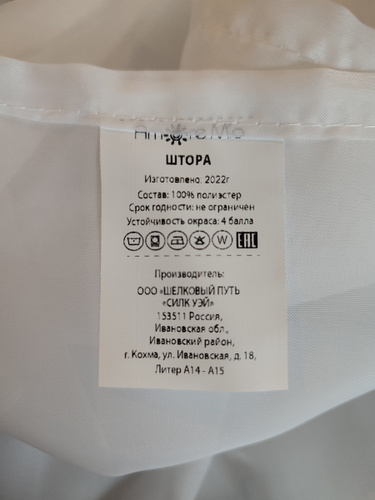 ШТОРА
Изготовлено: 2022г.
Состав: 100% полиэстер
Срок годности: не ограничен
Устойчивость окраса: 4 балла
W EAC
Производитель:
ООО «ШЕЛКОВЫЙ ПУТЬ
«СИЛК УЭЙ»
153511 Россия,
Ивановская обл.,
Ивановский район,
г. Кохма, ул. Ивановская, д. 18,
Литер А14 - А15